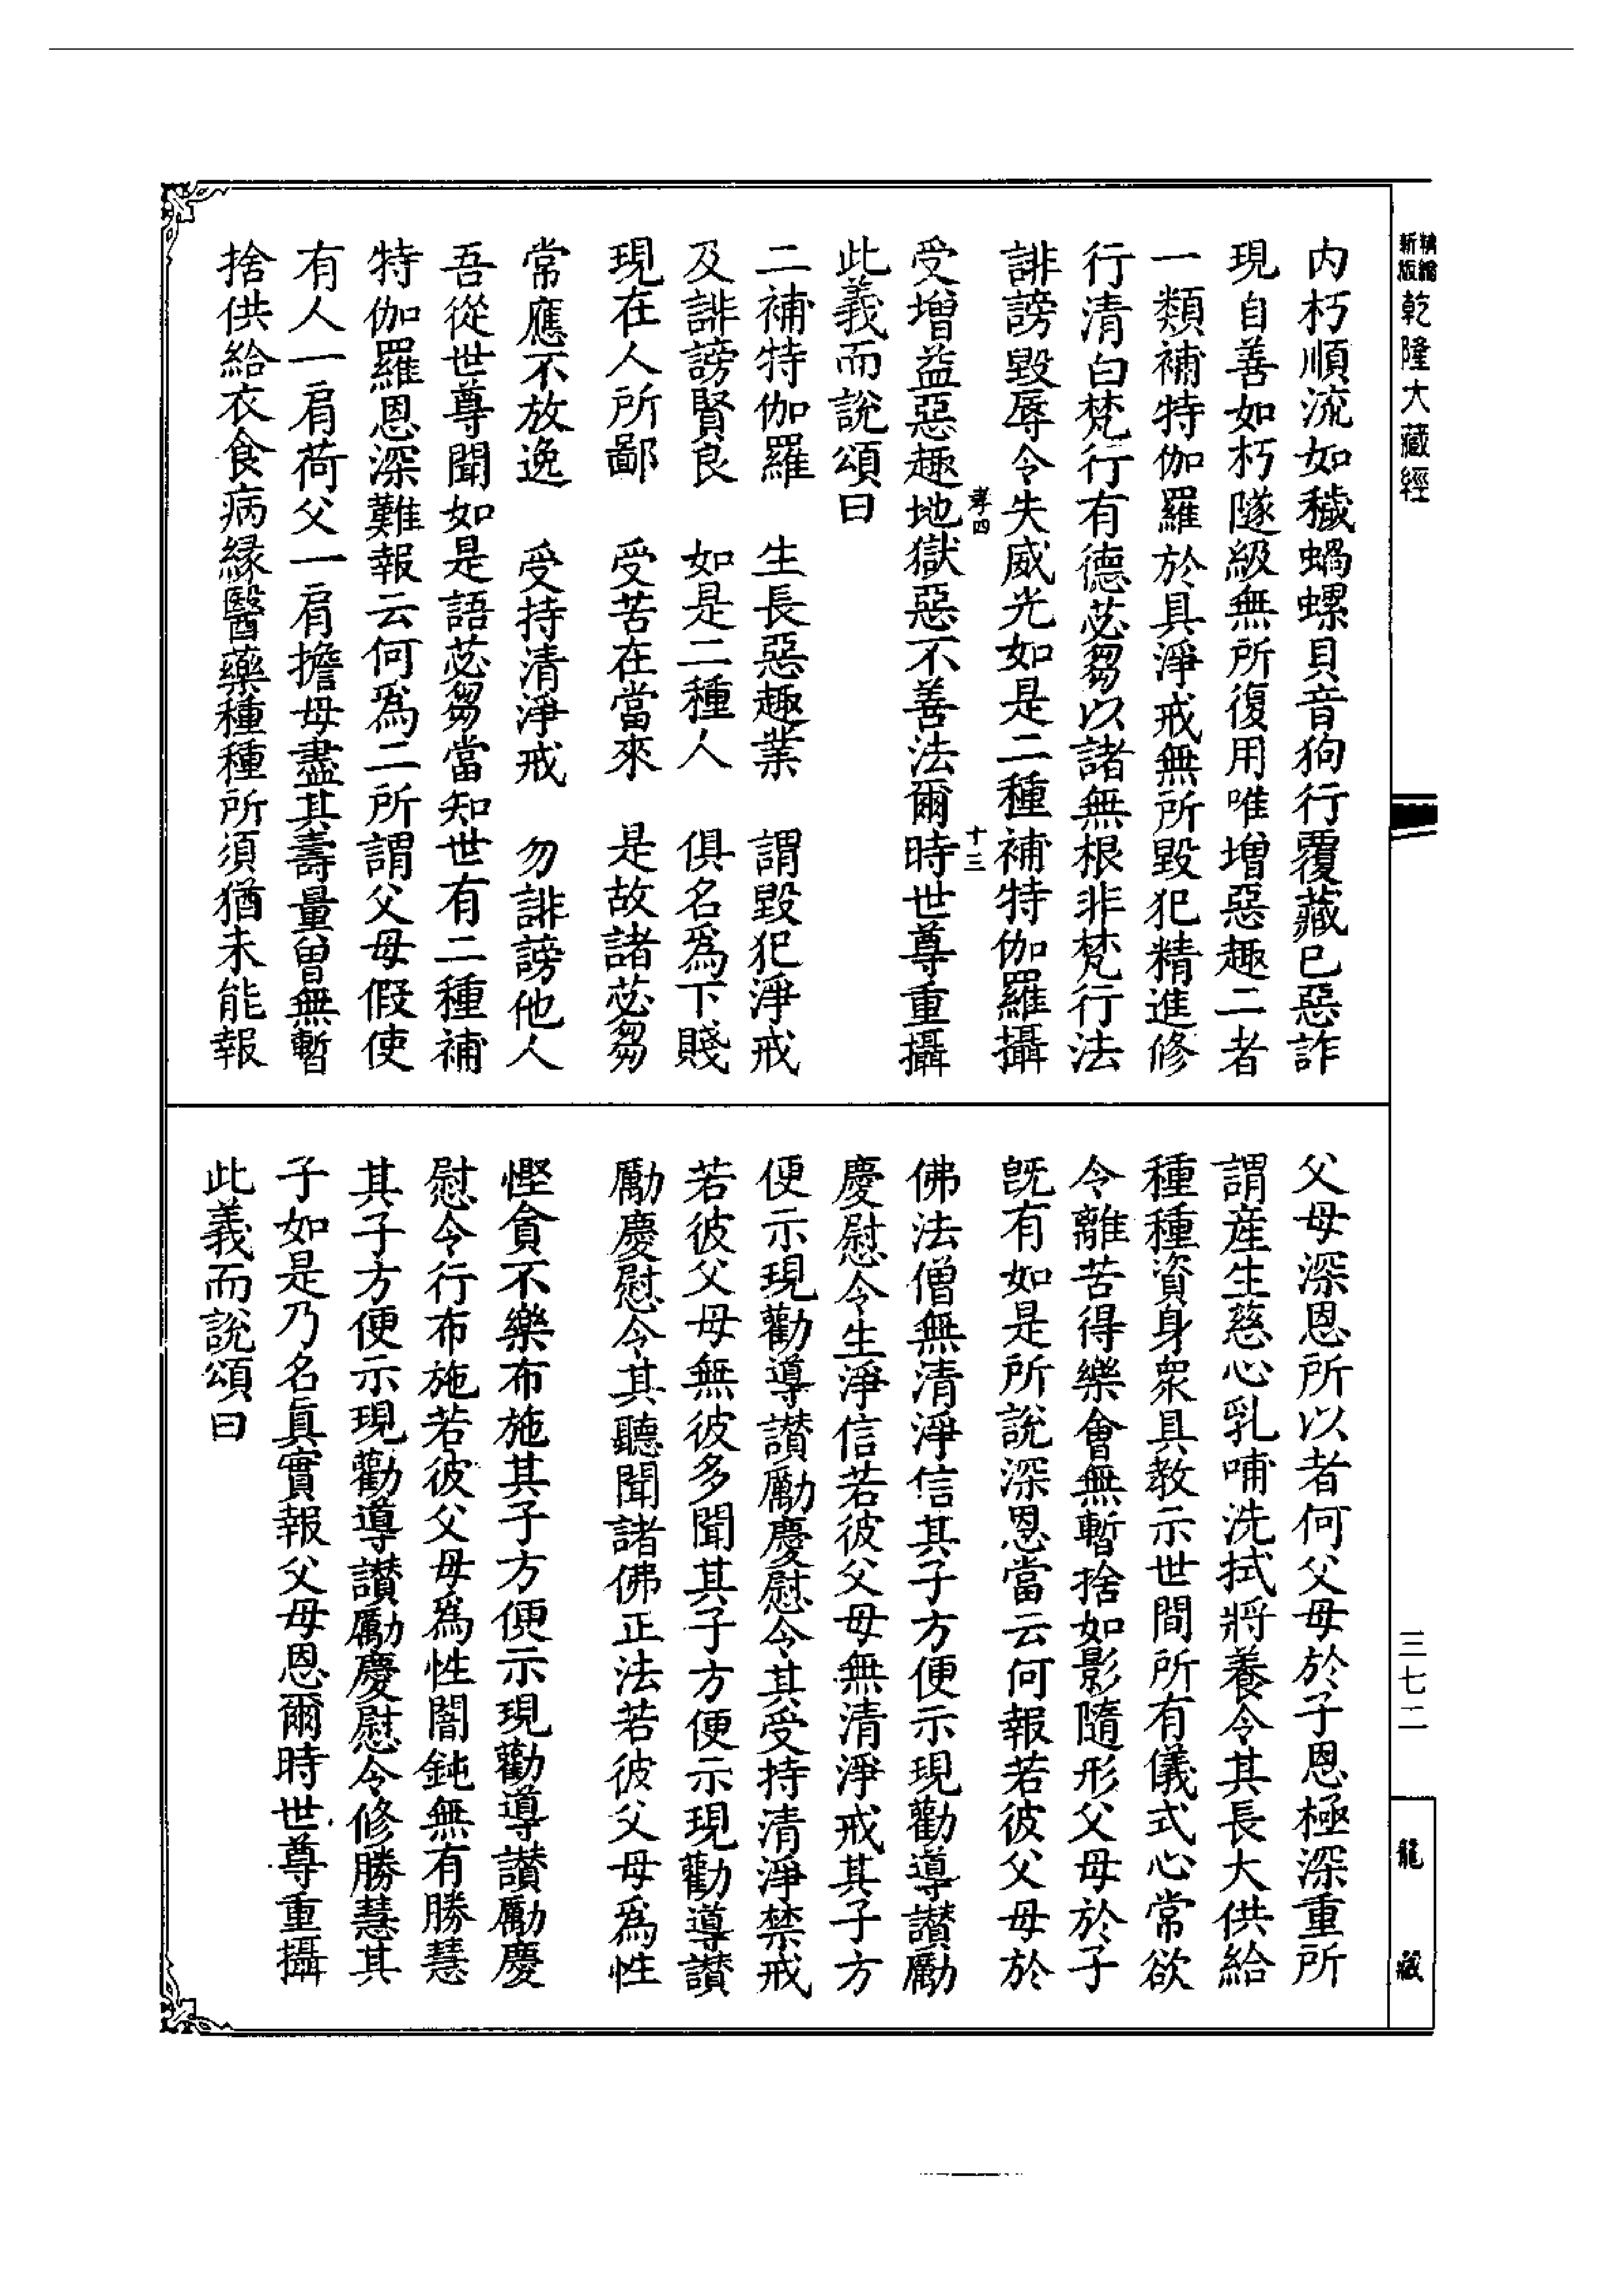 精繪
新版
乾隆大藏經
內朽順流如穢蝸螺貝音狗行覆藏已惡詐
現自善如朽隧級無所復用唯增惡趣二者
一類補特伽羅於具淨戒無所毀犯精進修
行清白梵行有德苾芻以諸無根非梵行法
誹謗毀辱令失威光如是二種補特伽羅攝
孝四
十三
受增益惡趣地獄惡不善法爾時世尊重攝
此義而說頌曰
二補特伽羅　生長惡趣業　謂毀犯淨戒
及誹謗賢良　如是二種人　俱名為下賤
現在人所鄙　受苦在當來　是故諸苾芻
常應不放逸　受持清淨戒　勿誹謗他人
吾從世尊聞如是語苾芻當知世有二種補
特伽羅恩深難報云何為二所謂父母假使
有人一肩荷父一肩擔母盡其壽量曾無暫
捨供給衣食病緣醫藥種種所須猶未能報
父母深恩所以者何父母於子恩極深重所
謂產生慈心乳哺洗拭將養令其長大供給
種種資身眾具教示世間所有儀式心常欲
令離苦得樂曾無暫捨如影隨形父母於子
旣有如是所說深恩當云何報若彼父母於
佛法僧無清淨信其子方便示現勸導讚勵
慶慰令生淨信若彼父母無清淨戒其子方
便示現勸導讚勵慶慰令其受持清淨禁戒
若彼父母無彼多聞其子方便示現勸導讚
勵慶慰令其聽聞諸佛正法若彼父母為性
慳貪不樂布施其子方便示現勸導讚勵慶
慰令行布施若彼父母為性闇鈍無有勝慧
其子方便示現勸導讚勵慶慰令修勝慧其
子如是乃名真實報父母恩爾時世尊重攝
此義而說頌曰
三七二
龍藏